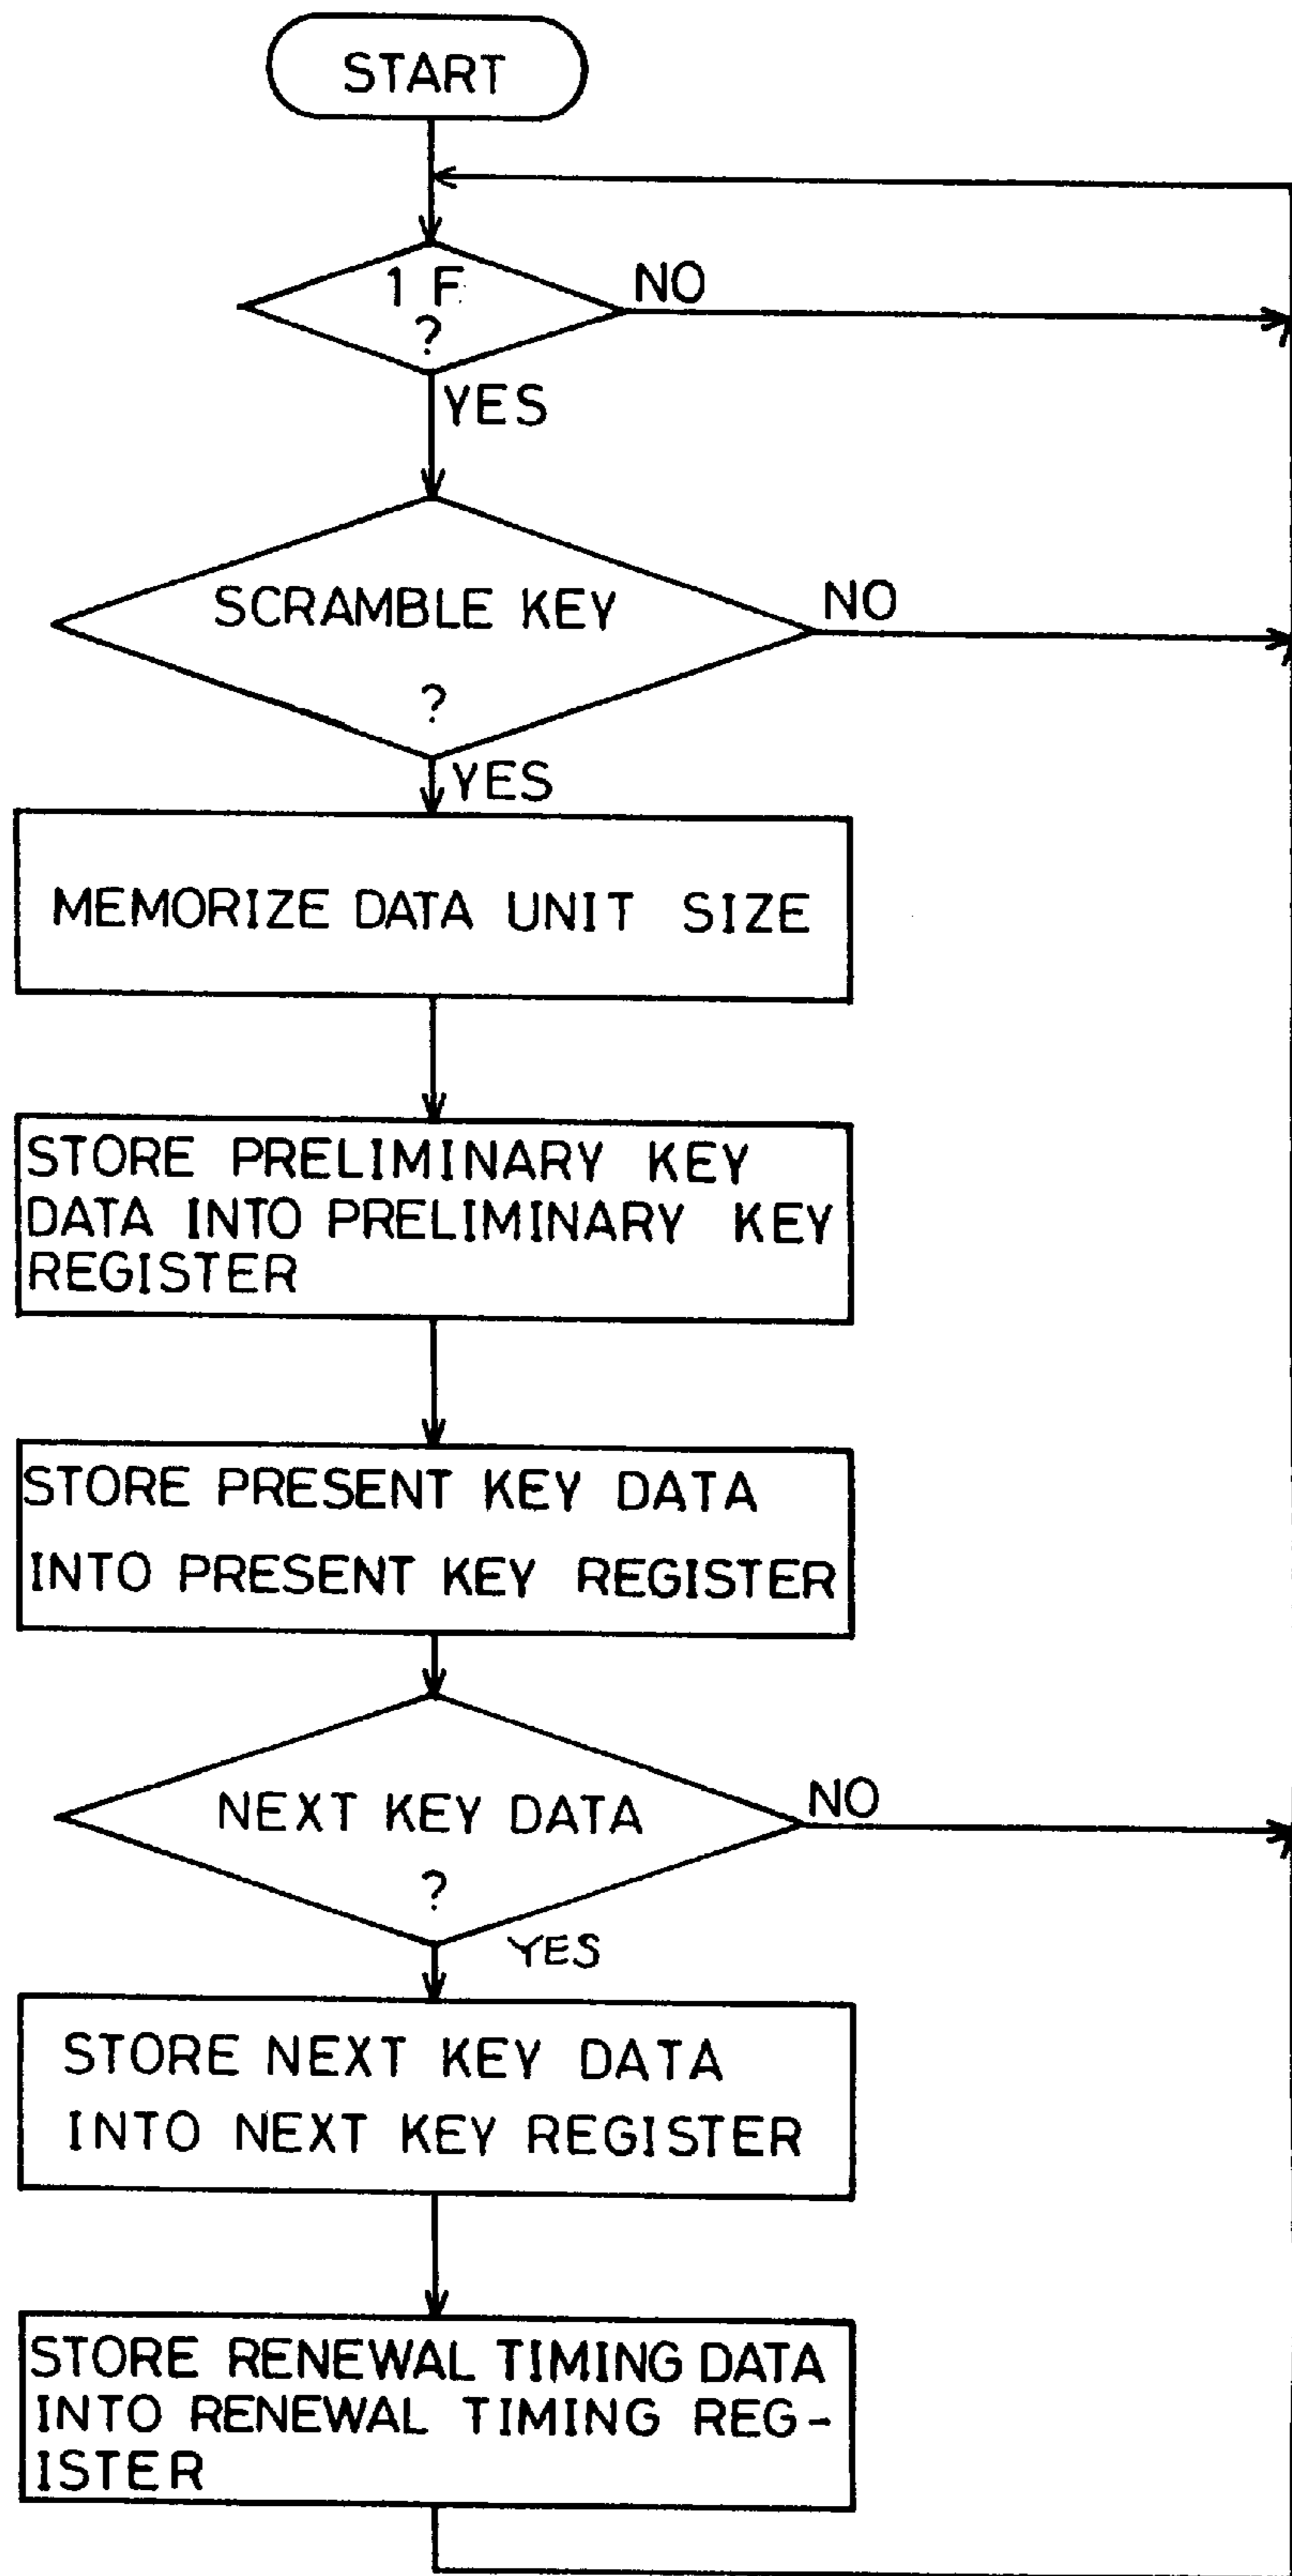 START
1 F
?
NO
YES
SCRAMBLE KEY
?
NO
YES
MEMORIZE DATA UNIT SIZE
STORE PRELIMINARY KEY
DATA INTO PRELIMINARY KEY
REGISTER
STORE PRESENT KEY DATA
INTO PRESENT KEY REGISTER
NEXT KEY DATA
?
NO
YES
STORE NEXT KEY DATA
INTO NEXT KEY REGISTER
STORE RENEWAL TIMING DATA
INTO RENEWAL TIMING REG-
ISTER